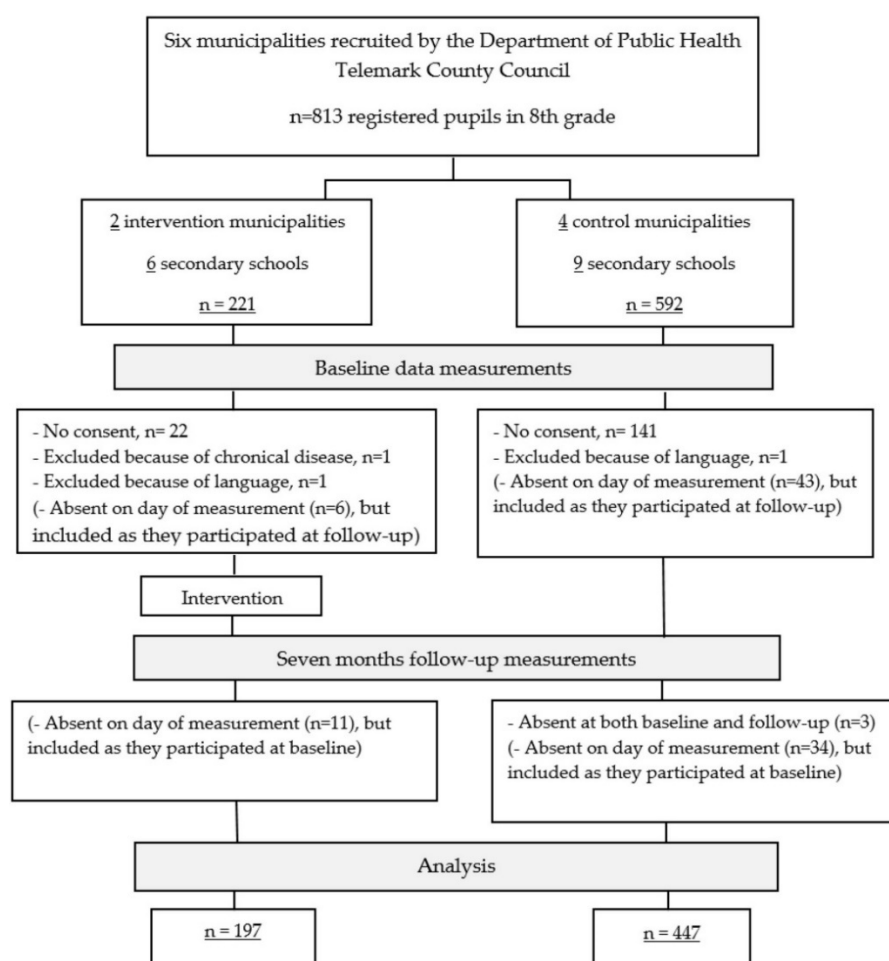 Six municipalities recruited by the Department of Public Health
Telemark County Council
n=813 registered pupils in 8th grade
2 intervention municipalities
6 secondary schools
n = 221
4 control municipalities
9 secondary schools
n = 592
Baseline data measurements
- No consent, n= 22
- Excluded because of chronical disease, n=1
- Excluded because of language, n=1
(- Absent on day of measurement (n=6), but
included as they participated at follow-up)
- No consent, n= 141
- Excluded because of language, n=1
(- Absent on day of measurement (n=43), but
included as they participated at follow-up)
Intervention
Seven months follow-up measurements
(- Absent on day of measurement (n=11), but
included as they participated at baseline)
- Absent at both baseline and follow-up (n=3)
(- Absent on day of measurement (n=34), but
included as they participated at baseline)
Analysis
n = 197
n = 447